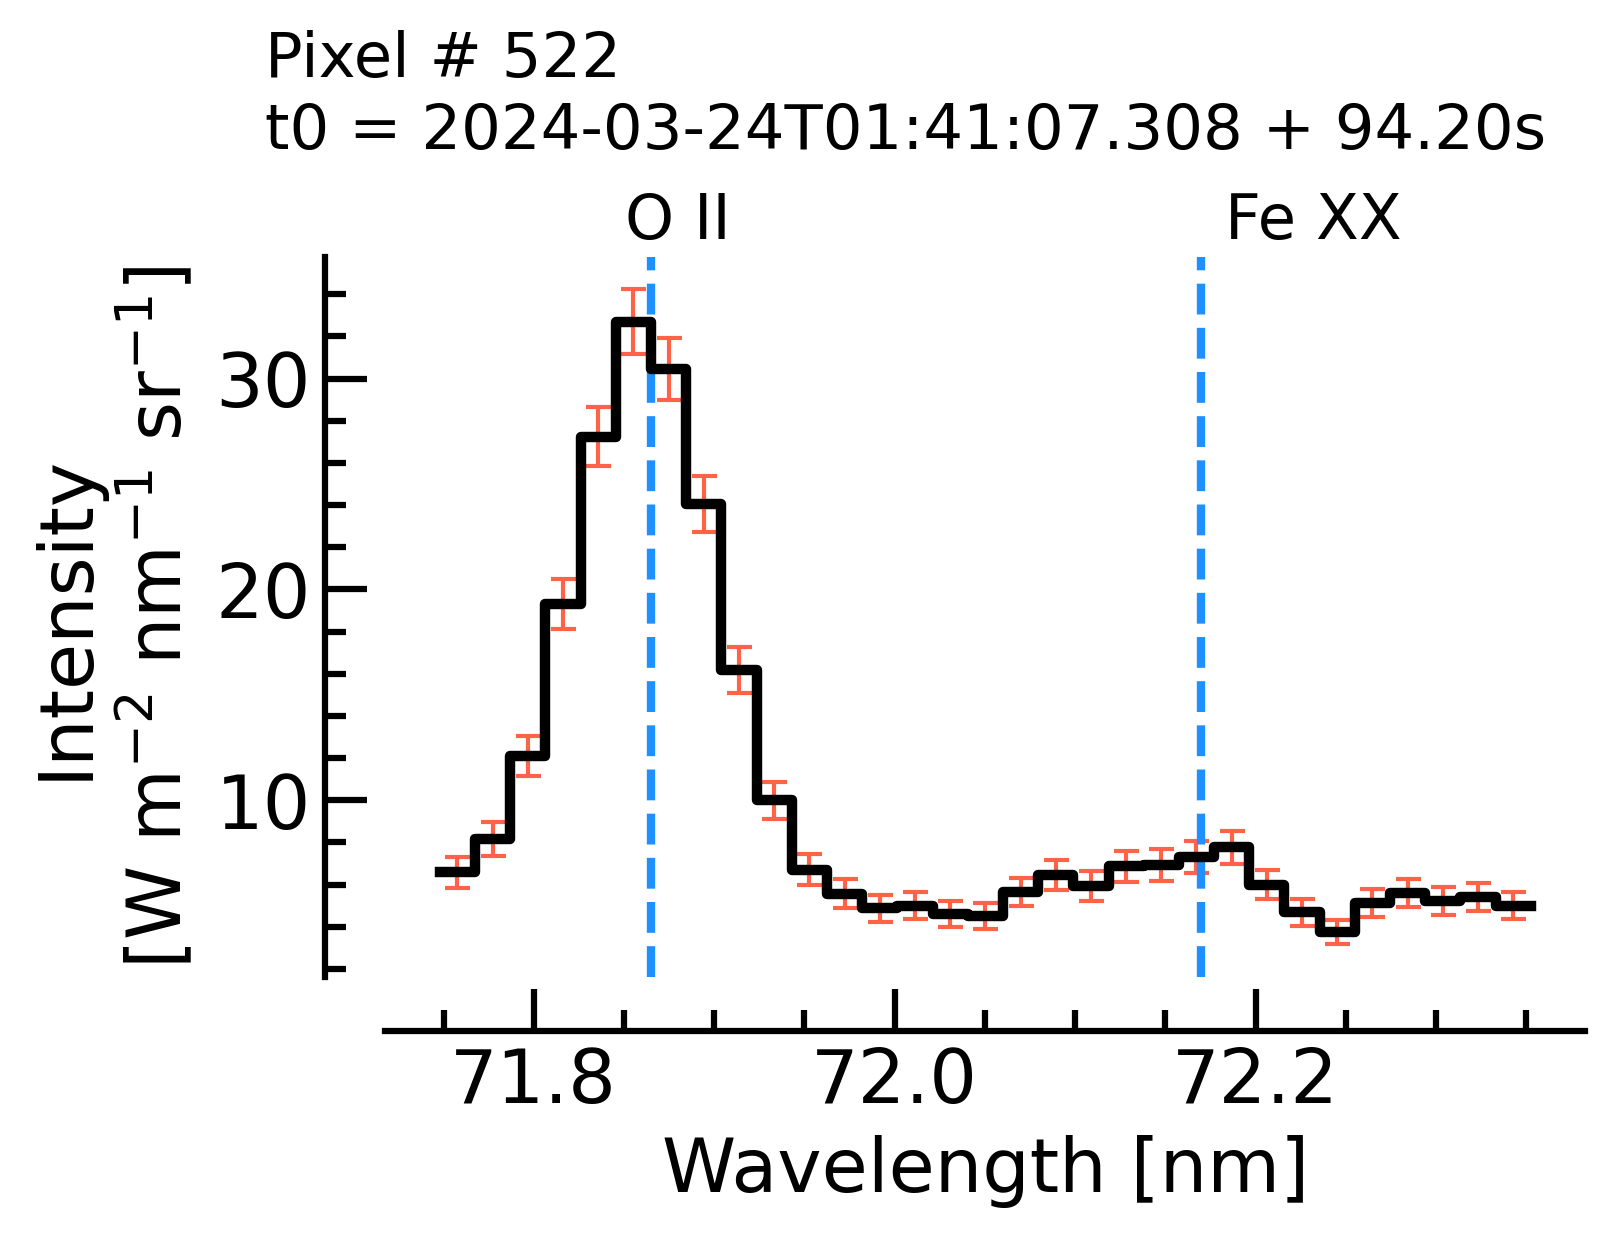 Pixel # 522
t0 = 2024-03-24T01:41:07.308 + 94.20s
O II
Fe XX
Intensity
[W m⁻² nm⁻¹ sr⁻¹]
30
20
10
71.8 72.0 72.2
Wavelength [nm]